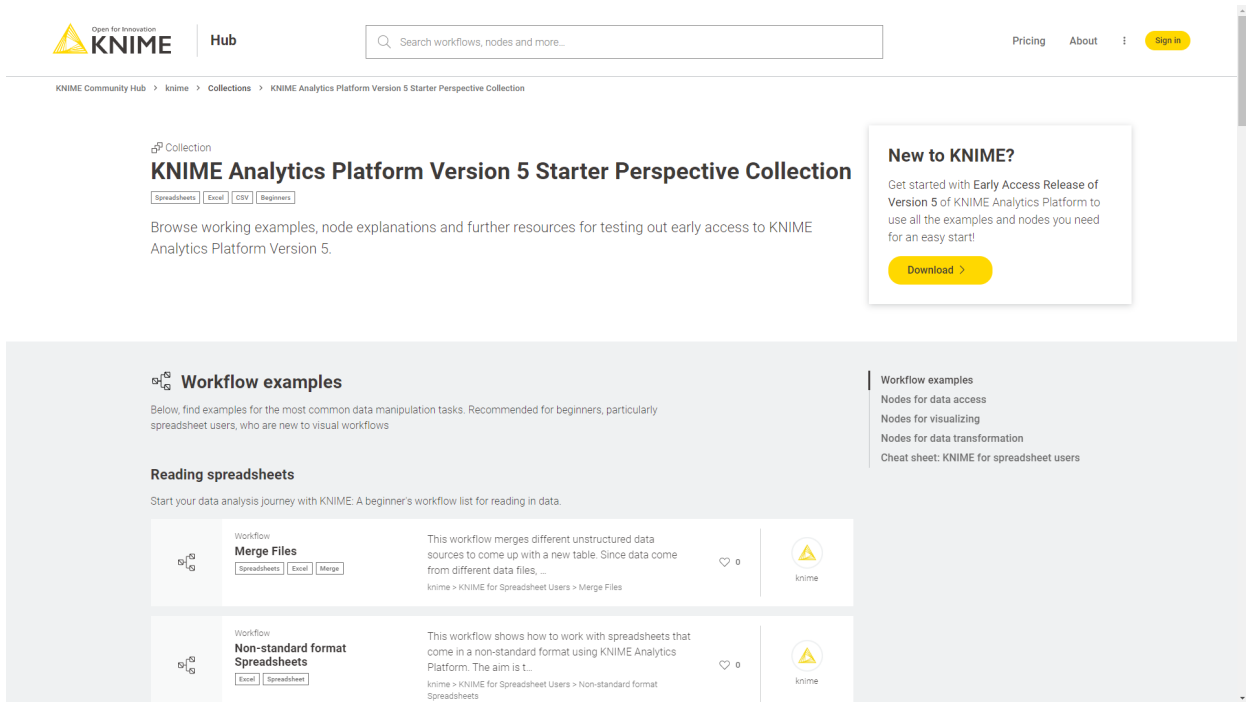 Open for Innovation
KNIME
Hub
Search workflows, nodes and more...
Pricing
About
Sign in
KNIME Community Hub > knime > Collections > KNIME Analytics Platform Version 5 Starter Perspective Collection
Collection
KNIME Analytics Platform Version 5 Starter Perspective Collection
Spreadsheets Excel CSV Beginners
Browse working examples, node explanations and further resources for testing out early access to KNIME
Analytics Platform Version 5.
New to KNIME?
Get started with Early Access Release of
Version 5 of KNIME Analytics Platform to
use all the examples and nodes you need
for an easy start!
Download >
Workflow examples
Below, find examples for the most common data manipulation tasks. Recommended for beginners, particularly
spreadsheet users, who are new to visual workflows
Workflow examples
Nodes for data access
Nodes for visualizing
Nodes for data transformation
Cheat sheet: KNIME for spreadsheet users
Reading spreadsheets
Start your data analysis journey with KNIME: A beginner's workflow list for reading in data.
Workflow
Merge Files
Spreadsheets Excel Merge
This workflow merges different unstructured data
sources to come up with a new table. Since data come
from different data files, ...
knime > KNIME for Spreadsheet Users > Merge Files
0
knime
Workflow
Non-standard format
Spreadsheets
Excel Spreadsheet
This workflow shows how to work with spreadsheets that
come in a non-standard format using KNIME Analytics
Platform. The aim is t...
knime > KNIME for Spreadsheet Users > Non-standard format
Spreadsheets
0
knime